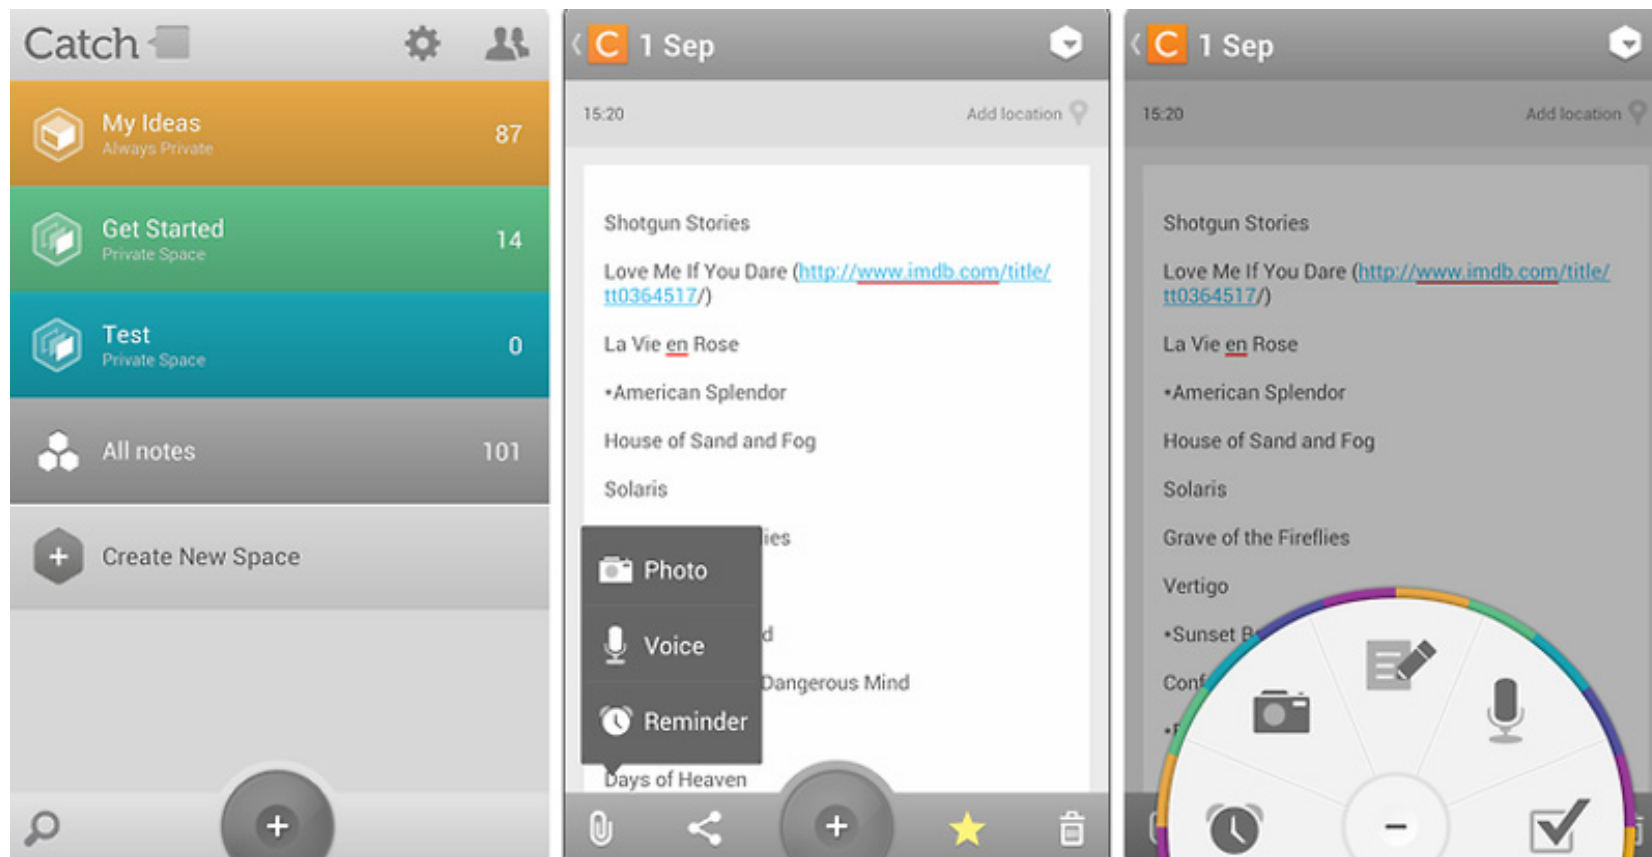 Catch
My Ideas
Always Private
87
Get Started
Private Space
14
Test
Private Space
0
All notes
101
+
Create New Space
+
C 1 Sep
15:20
Add location
Shotgun Stories
Love Me If You Dare (http://www.imdb.com/title/
tt0364517/)
La Vie en Rose
•American Splendor
House of Sand and Fog
Solaris
ies
Photo
d
Voice
Dangerous Mind
Reminder
Days of Heaven
+
C 1 Sep
15:20
Add location
Shotgun Stories
Love Me If You Dare (http://www.imdb.com/title/
tt0364517/)
La Vie en Rose
•American Splendor
House of Sand and Fog
Solaris
Grave of the Fireflies
Vertigo
•Sunset B
Conf
-